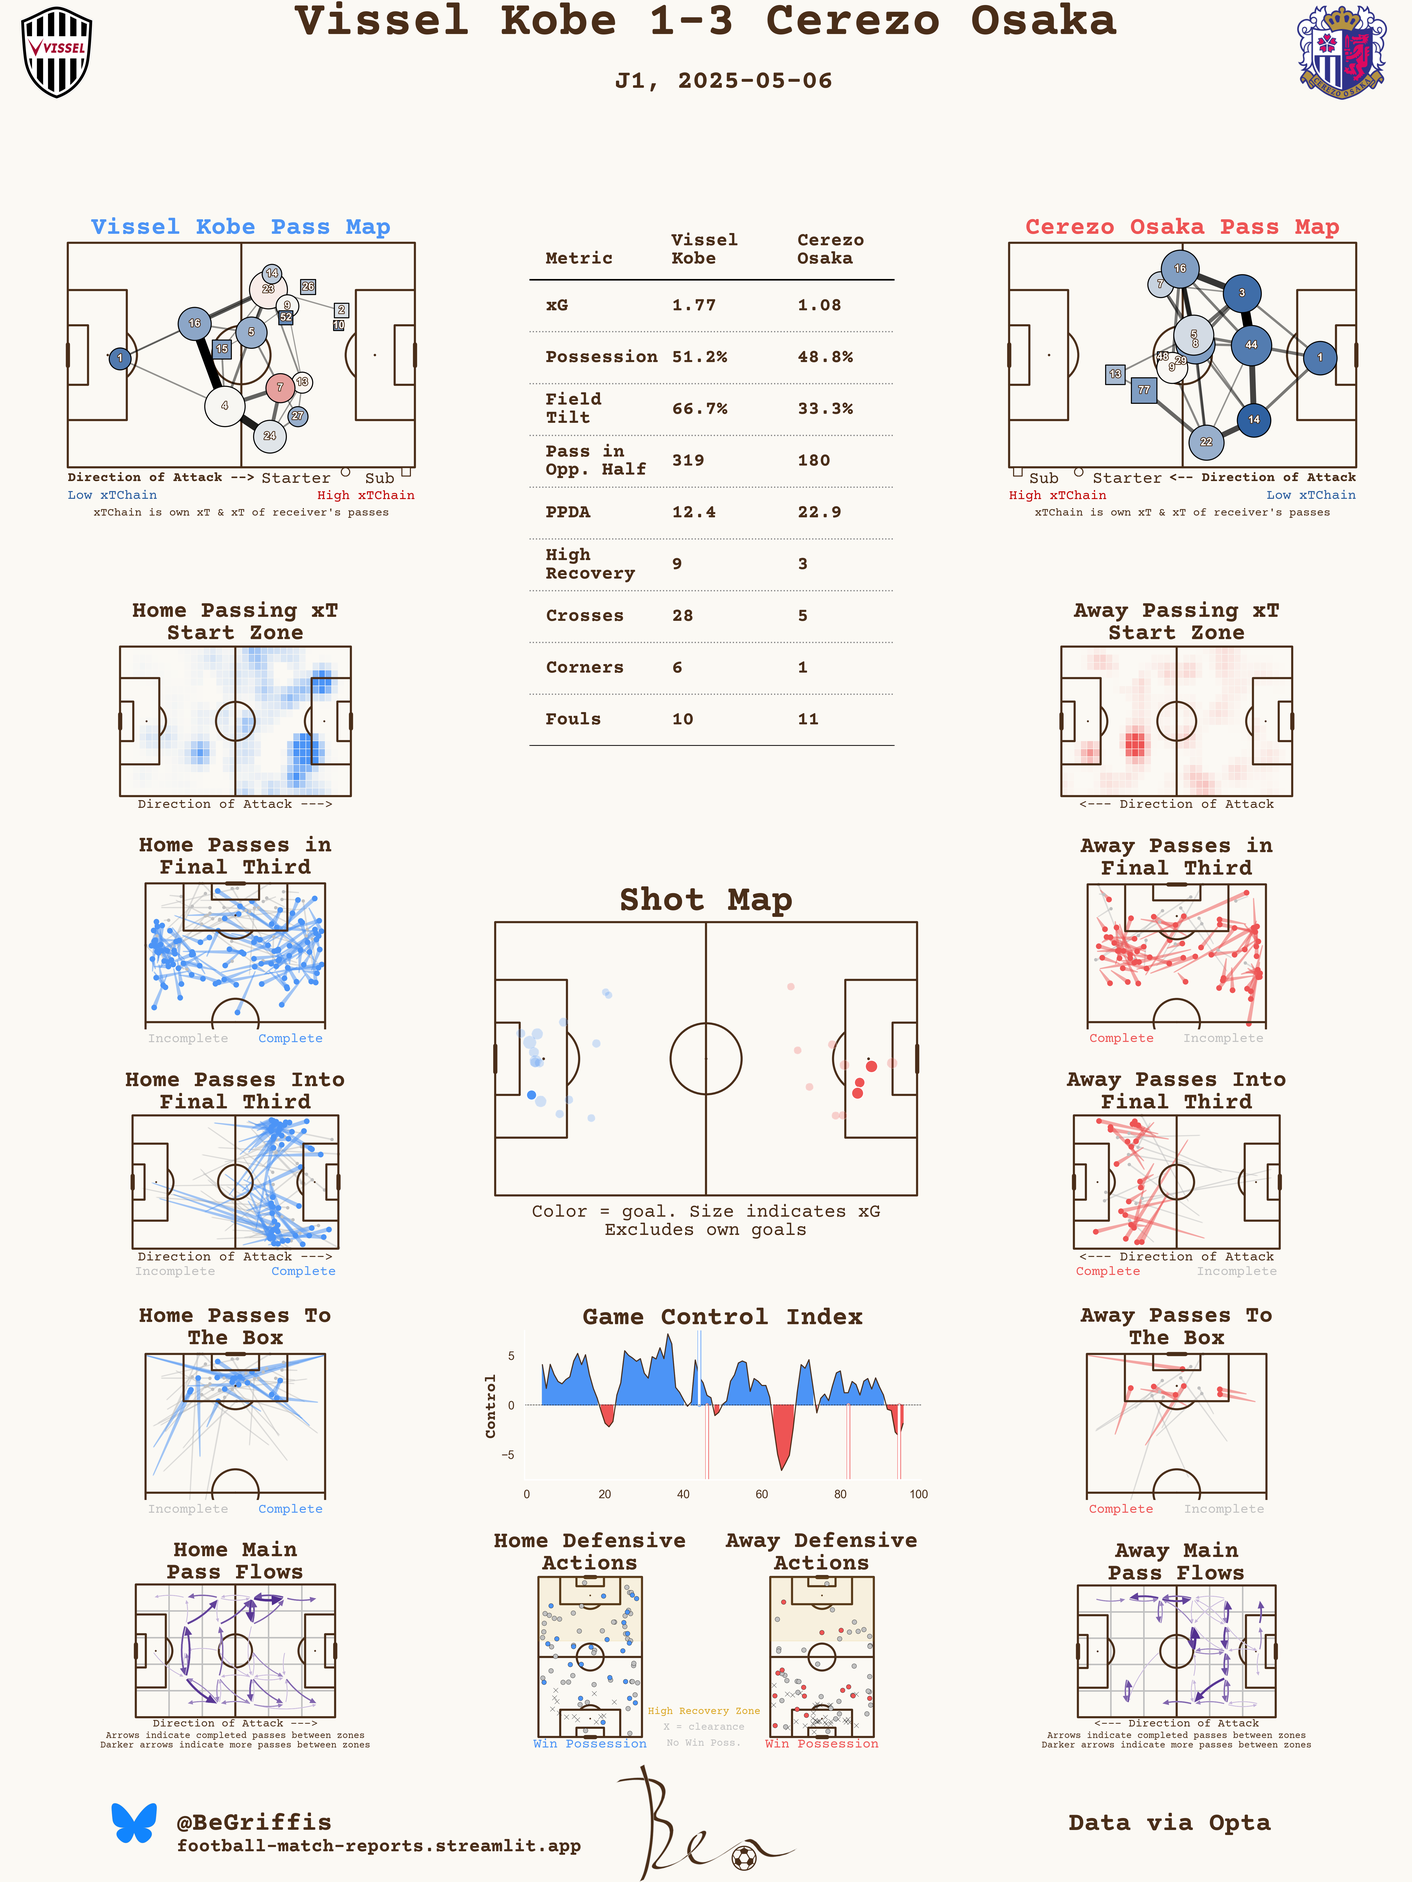 Vissel Kobe 1-3 Cerezo Osaka
J1, 2025-05-06
VISSEL
CEREZO OSAKA
Vissel Kobe Pass Map
14
23
26
9
2
52
10
16
5
15
1
7
13
4
27
24
Direction of Attack --> Starter Sub
Low xTChain High xTChain
xTChain is own xT & xT of receiver's passes
Metric Vissel Kobe Cerezo Osaka
xG 1.77 1.08
Possession 51.2% 48.8%
Field Tilt 66.7% 33.3%
Pass in Opp. Half 319 180
PPDA 12.4 22.9
High Recovery 9 3
Crosses 28 5
Corners 6 1
Fouls 10 11
Cerezo Osaka Pass Map
16
7
3
5
8
44
48
29
9
1
13
77
14
22
Sub Starter <-- Direction of Attack
High xTChain Low xTChain
xTChain is own xT & xT of receiver's passes
Home Passing xT
Start Zone
Direction of Attack --->
Away Passing xT
Start Zone
<--- Direction of Attack
Home Passes in
Final Third
Incomplete Complete
Away Passes in
Final Third
Complete Incomplete
Shot Map
Color = goal. Size indicates xG
Excludes own goals
Home Passes Into
Final Third
Direction of Attack --->
Incomplete Complete
Away Passes Into
Final Third
<--- Direction of Attack
Complete Incomplete
Home Passes To
The Box
Incomplete Complete
Game Control Index
Control
5
0
−5
0 20 40 60 80 100
Away Passes To
The Box
Complete Incomplete
Home Main
Pass Flows
Direction of Attack --->
Arrows indicate completed passes between zones
Darker arrows indicate more passes between zones
Home Defensive
Actions
Win Possession
High Recovery Zone
X = clearance
No Win Poss.
Away Defensive
Actions
Win Possession
Away Main
Pass Flows
<--- Direction of Attack
Arrows indicate completed passes between zones
Darker arrows indicate more passes between zones
@BeGriffis
football-match-reports.streamlit.app
Ben
Data via Opta